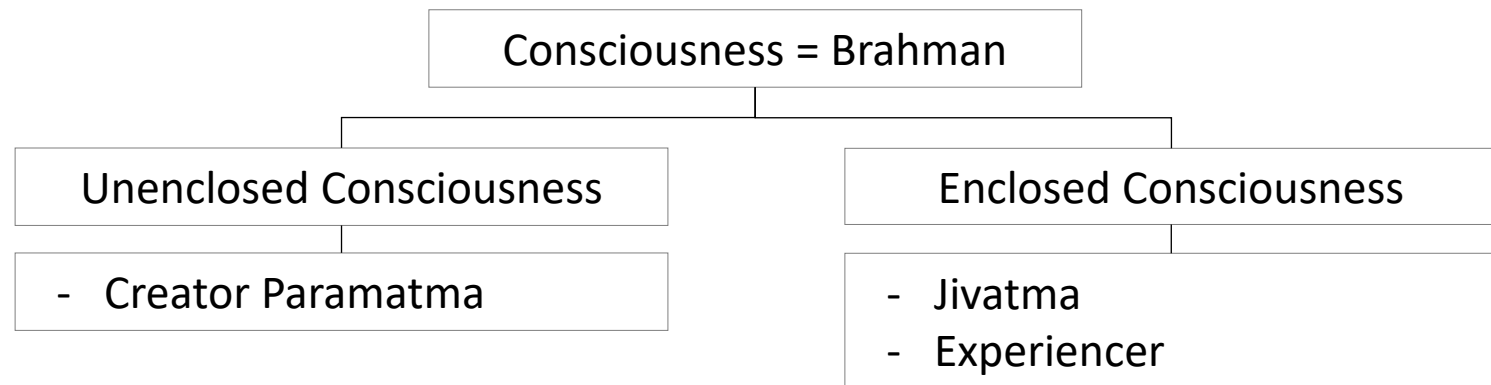 Consciousness = Brahman
Unenclosed Consciousness
- Creator Paramatma
Enclosed Consciousness
- Jivatma
- Experiencer